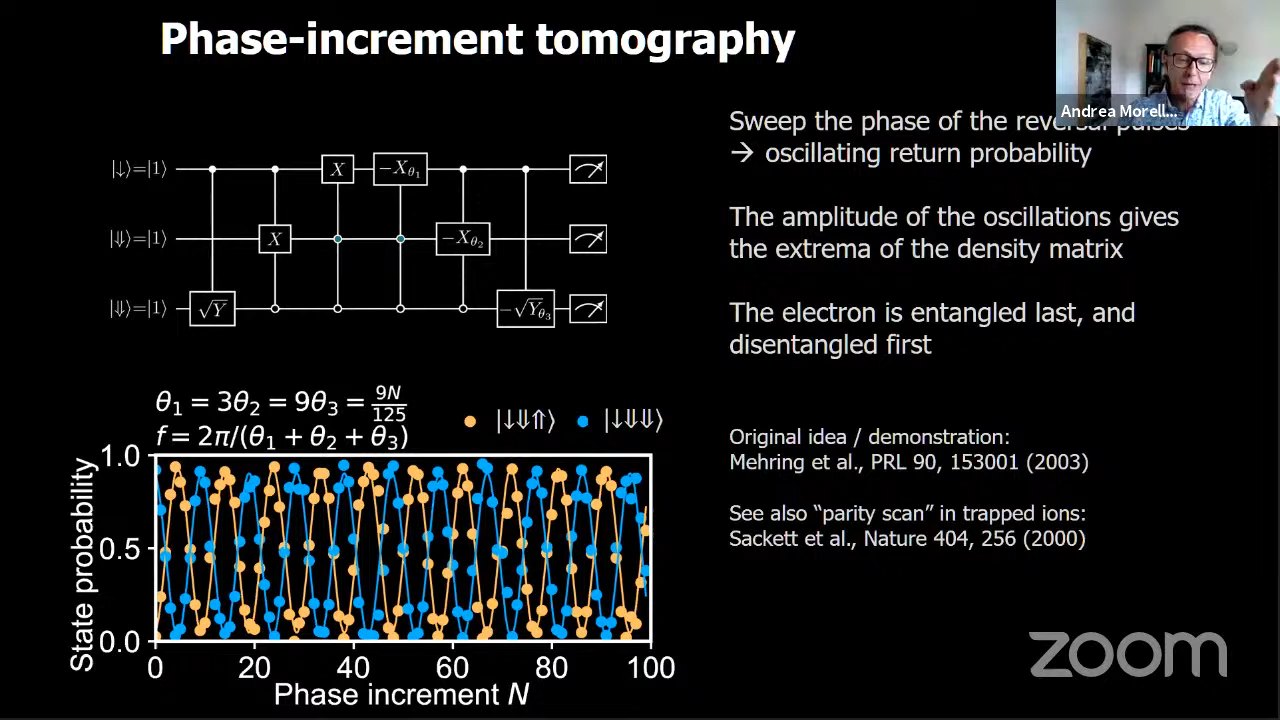 Phase-increment tomography
Andrea Morell...
Sweep the phase of the reversal pulses
→ oscillating return probability
The amplitude of the oscillations gives
the extrema of the density matrix
The electron is entangled last, and
disentangled first
|↓⟩=|1⟩ X −X_θ₁
|⇓⟩=|1⟩ X −X_θ₂
|⇓⟩=|1⟩ √Y −√Y_θ₃
θ₁ = 3θ₂ = 9θ₃ = 9N/125
f = 2π/(θ₁ + θ₂ + θ₃)
|↓⇓⇑⟩ |↓⇓⇓⟩
State probability
1.0
0.5
0.0
0 20 40 60 80 100
Phase increment N
Original idea / demonstration:
Mehring et al., PRL 90, 153001 (2003)
See also “parity scan” in trapped ions:
Sackett et al., Nature 404, 256 (2000)
zoom